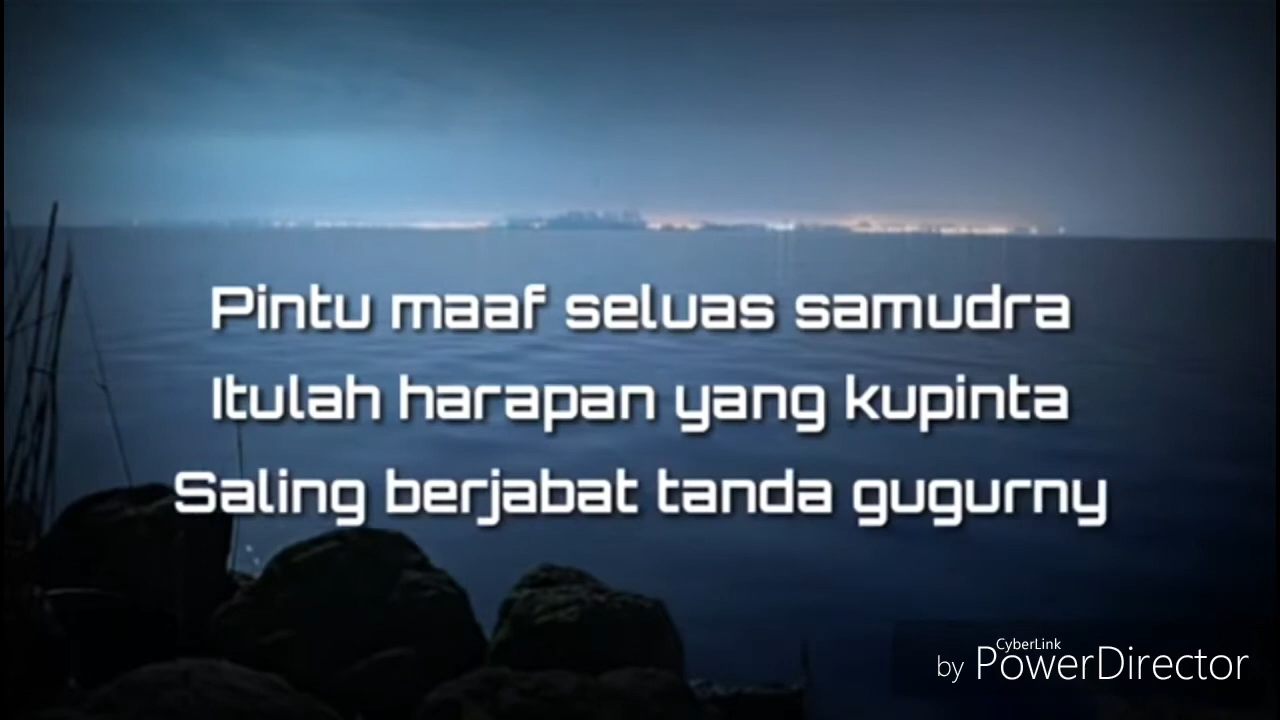 Pintu maaf seluas samudra
Itulah harapan yang kupinta
Saling berjabat tanda gugurny
CyberLink
by PowerDirector